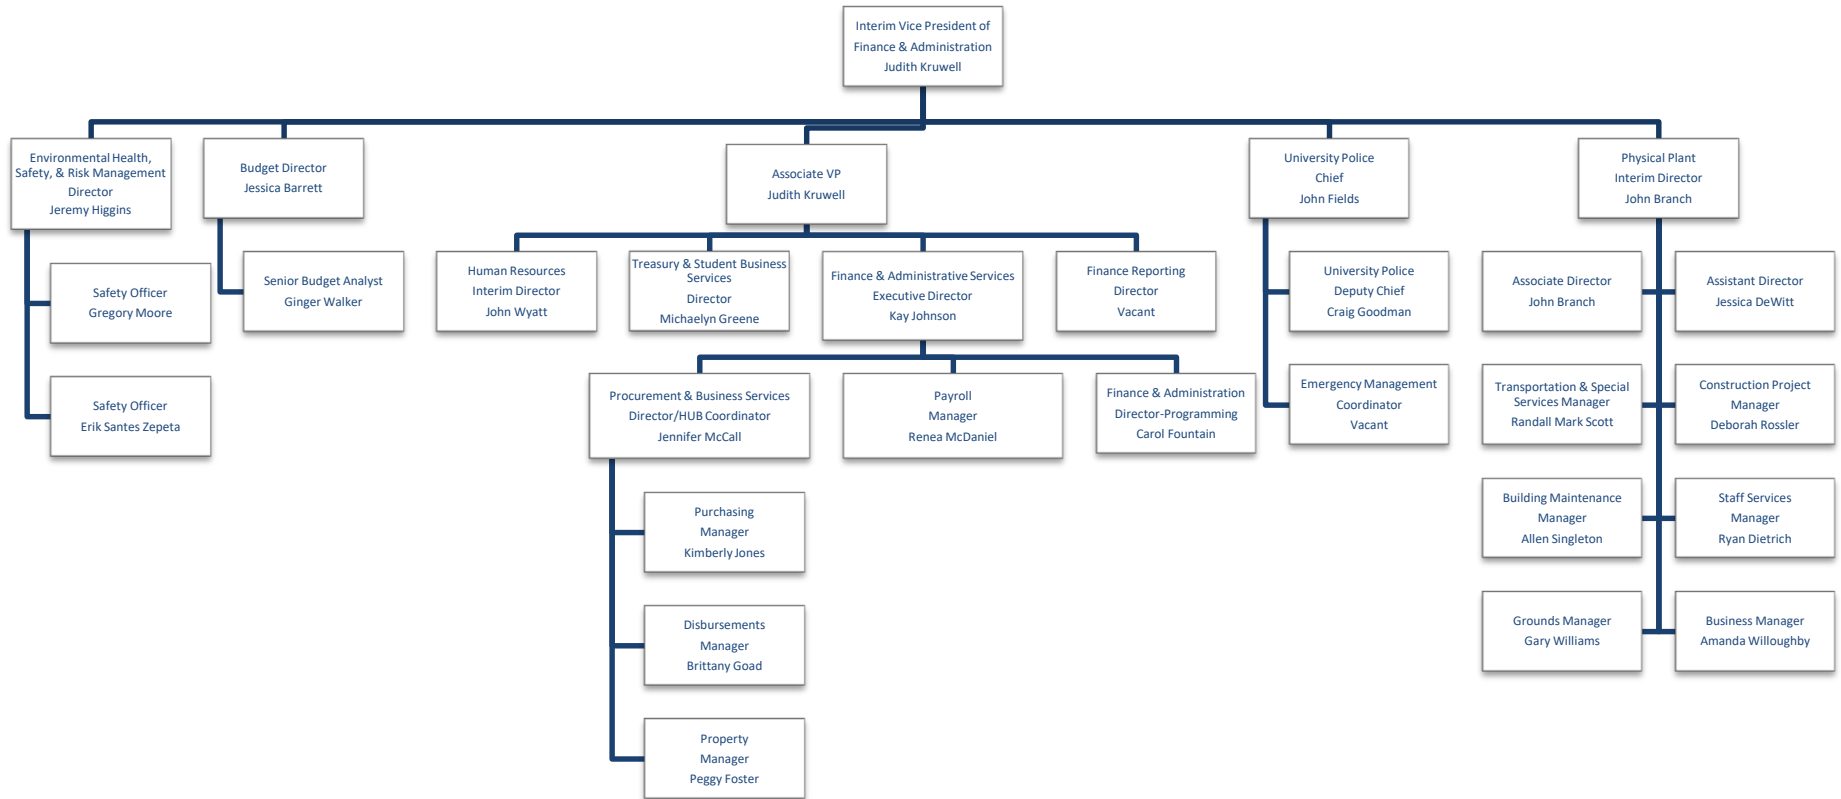 Interim Vice President of
Finance & Administration
Judith Kruwell
Environmental Health,
Safety, & Risk Management
Director
Jeremy Higgins
Budget Director
Jessica Barrett
Associate VP
Judith Kruwell
University Police
Chief
John Fields
Physical Plant
Interim Director
John Branch
Safety Officer
Gregory Moore
Safety Officer
Erik Santes Zepeta
Senior Budget Analyst
Ginger Walker
Human Resources
Interim Director
John Wyatt
Treasury & Student Business
Services
Director
Michaelyn Greene
Finance & Administrative Services
Executive Director
Kay Johnson
Finance Reporting
Director
Vacant
Procurement & Business Services
Director/HUB Coordinator
Jennifer McCall
Payroll
Manager
Renea McDaniel
Finance & Administration
Director-Programming
Carol Fountain
Purchasing
Manager
Kimberly Jones
Disbursements
Manager
Brittany Goad
Property
Manager
Peggy Foster
University Police
Deputy Chief
Craig Goodman
Emergency Management
Coordinator
Vacant
Associate Director
John Branch
Assistant Director
Jessica DeWitt
Transportation & Special
Services Manager
Randall Mark Scott
Construction Project
Manager
Deborah Rossler
Building Maintenance
Manager
Allen Singleton
Staff Services
Manager
Ryan Dietrich
Grounds Manager
Gary Williams
Business Manager
Amanda Willoughby